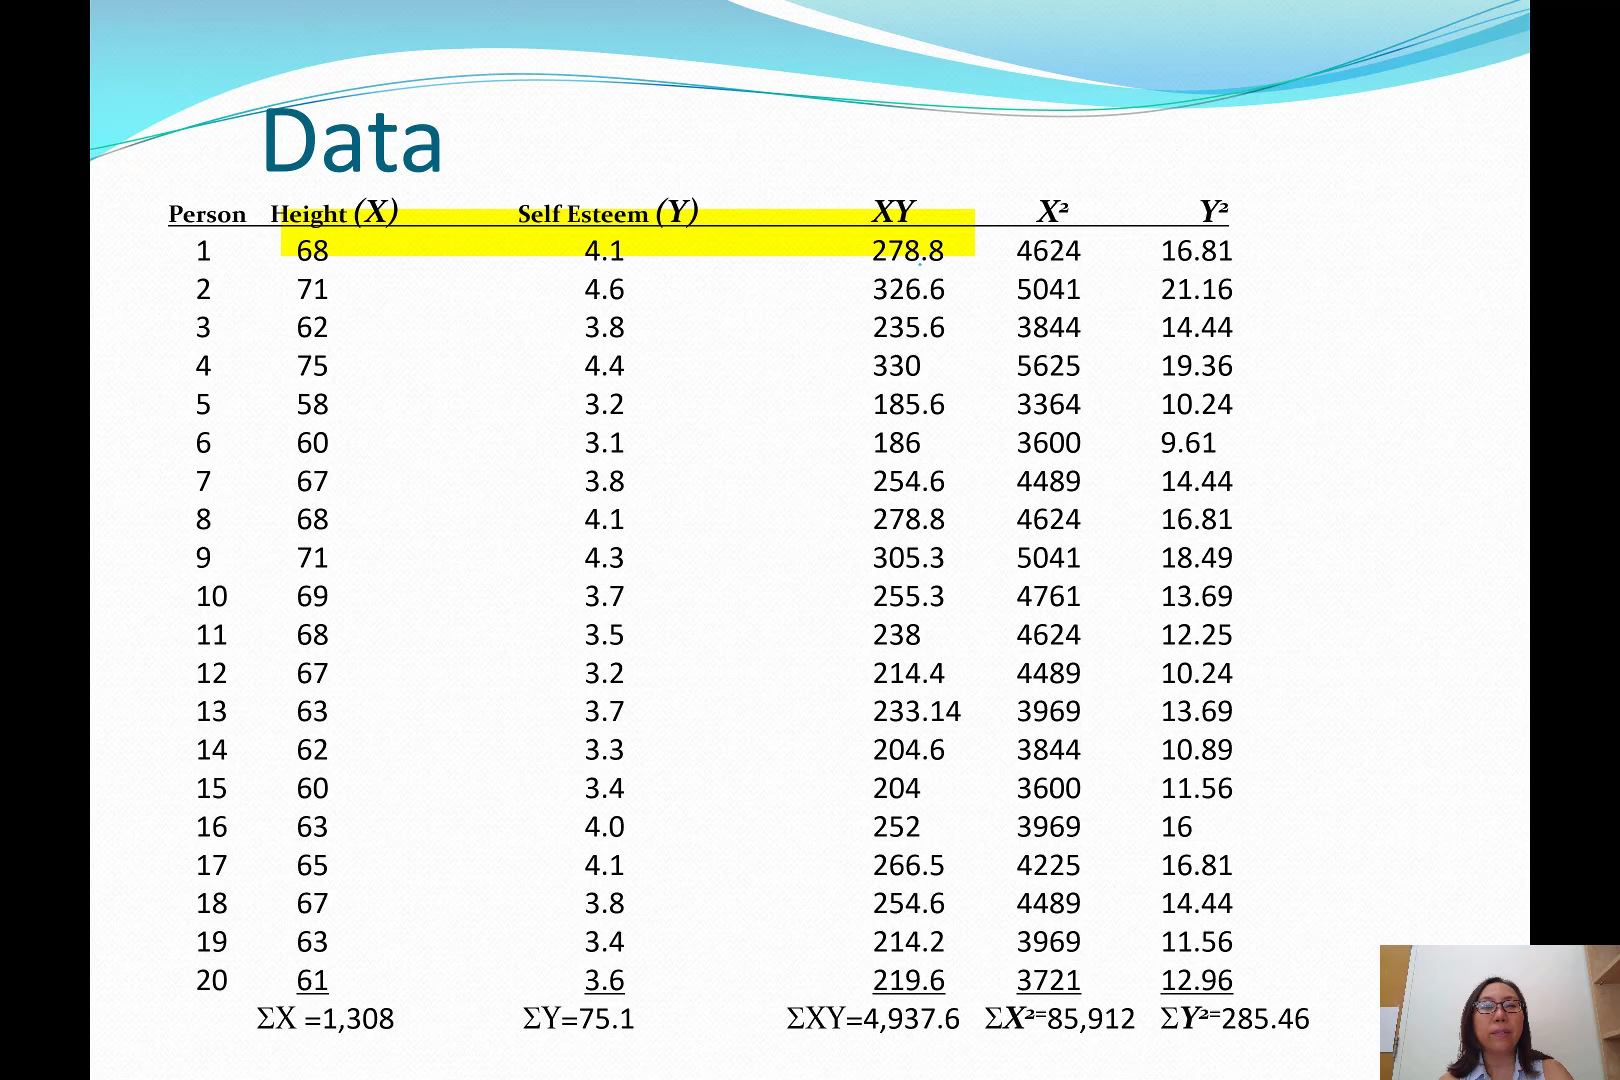 Data
Person Height (X) Self Esteem (Y) XY X² Y²
1 68 4.1 278.8 4624 16.81
2 71 4.6 326.6 5041 21.16
3 62 3.8 235.6 3844 14.44
4 75 4.4 330 5625 19.36
5 58 3.2 185.6 3364 10.24
6 60 3.1 186 3600 9.61
7 67 3.8 254.6 4489 14.44
8 68 4.1 278.8 4624 16.81
9 71 4.3 305.3 5041 18.49
10 69 3.7 255.3 4761 13.69
11 68 3.5 238 4624 12.25
12 67 3.2 214.4 4489 10.24
13 63 3.7 233.14 3969 13.69
14 62 3.3 204.6 3844 10.89
15 60 3.4 204 3600 11.56
16 63 4.0 252 3969 16
17 65 4.1 266.5 4225 16.81
18 67 3.8 254.6 4489 14.44
19 63 3.4 214.2 3969 11.56
20 61 3.6 219.6 3721 12.96
ΣX =1,308 ΣY=75.1 ΣXY=4,937.6 ΣX²=85,912 ΣY²=285.46